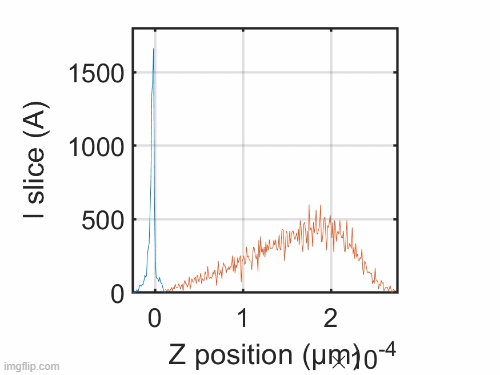 1500
1000
500
0
0 1 2
I slice (A)
Z position (μm)
×10-4
imgflip.com